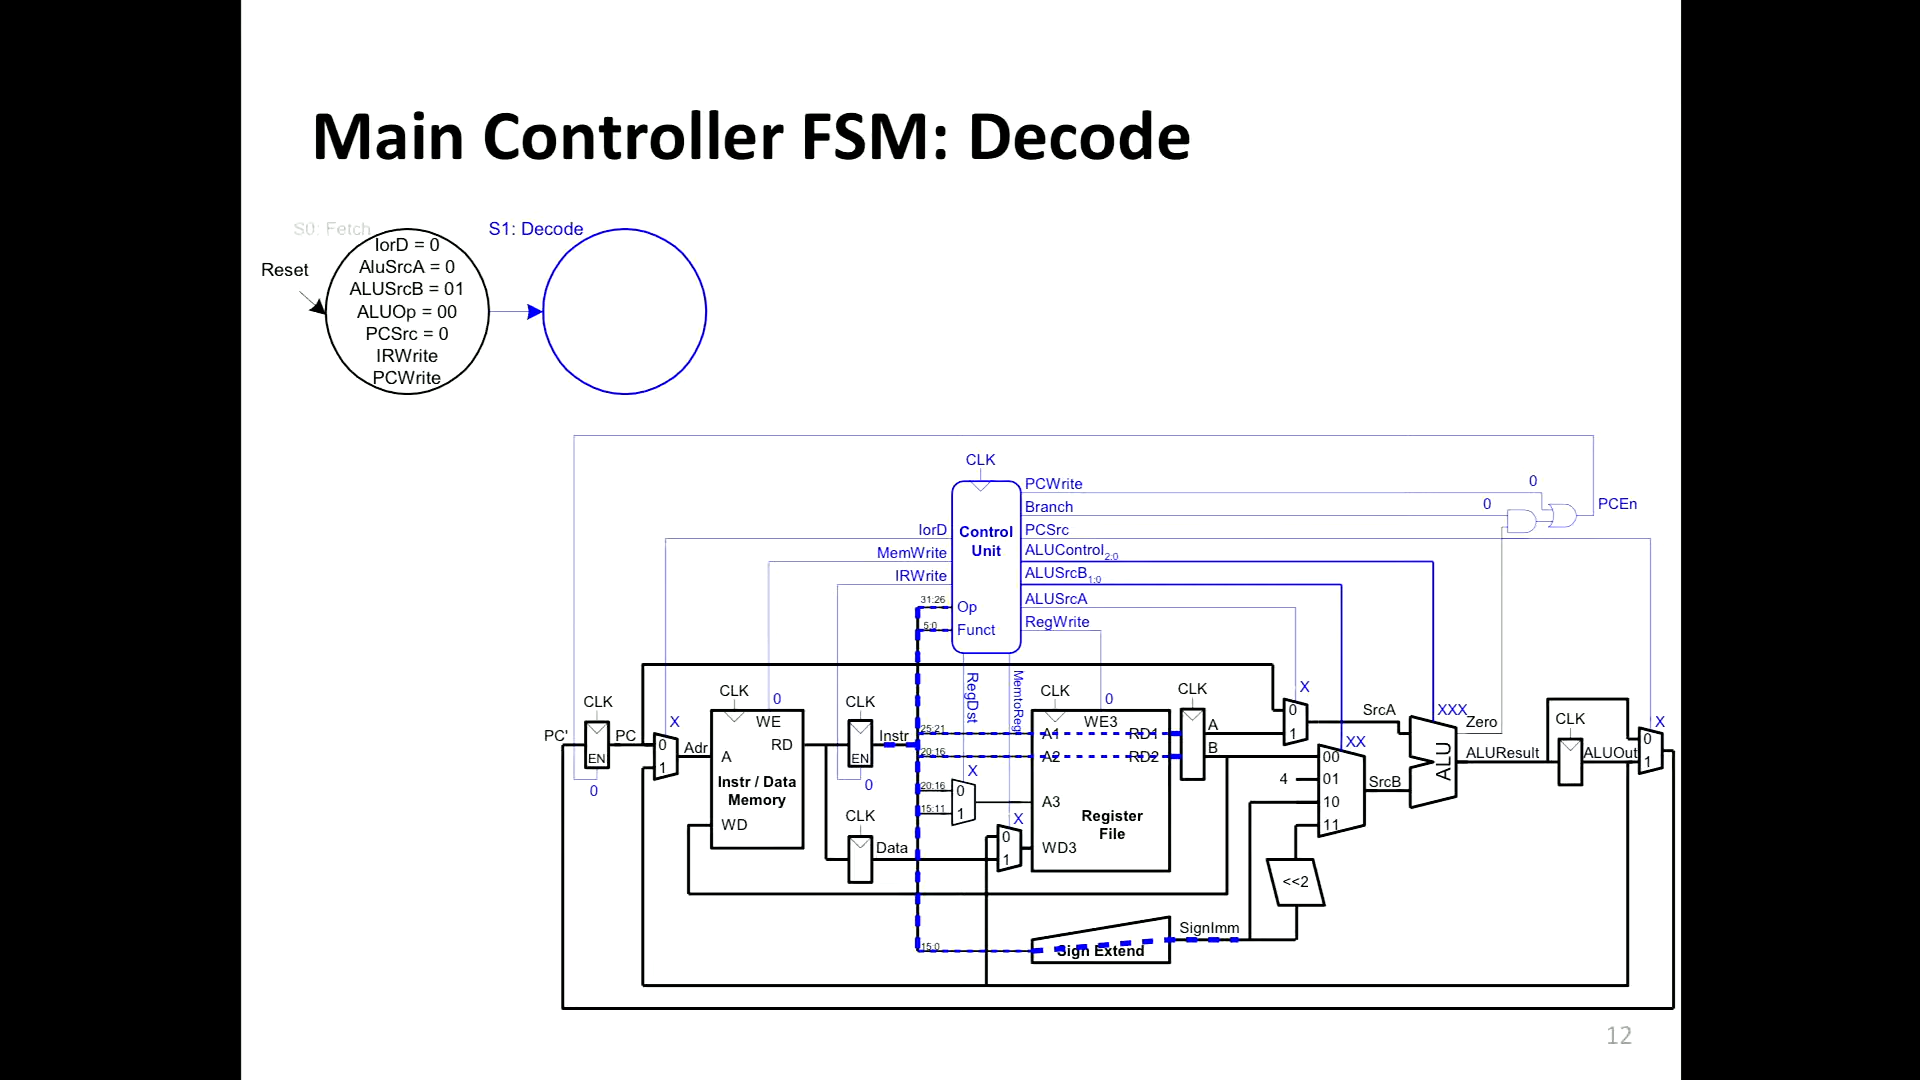 Main Controller FSM: Decode
S0: Fetch
S1: Decode
Reset
IorD = 0
AluSrcA = 0
ALUSrcB = 01
ALUOp = 00
PCSrc = 0
IRWrite
PCWrite
CLK
PCWrite
0
Branch
0
PCEn
IorD
Control
Unit
PCSrc
MemWrite
ALUControl2:0
IRWrite
ALUSrcB1:0
31:26
Op
ALUSrcA
5:0
Funct
RegWrite
RegDst
MemtoReg
CLK
CLK
0
CLK
CLK
0
CLK
X
XXX
CLK
X
PC'
PC
EN
0
X
0
1
Adr
WE
RD
A
Instr / Data
Memory
WD
EN
0
Instr
CLK
Data
25:21
20:16
20:16
15:11
X
0
1
X
0
1
A1
A2
A3
WD3
WE3
RD1
RD2
Register
File
A
B
0
1
SrcA
XX
4
00
01
10
11
SrcB
ALU
Zero
ALUResult
ALUOut
0
1
<<2
15:0
Sign Extend
SignImm
12